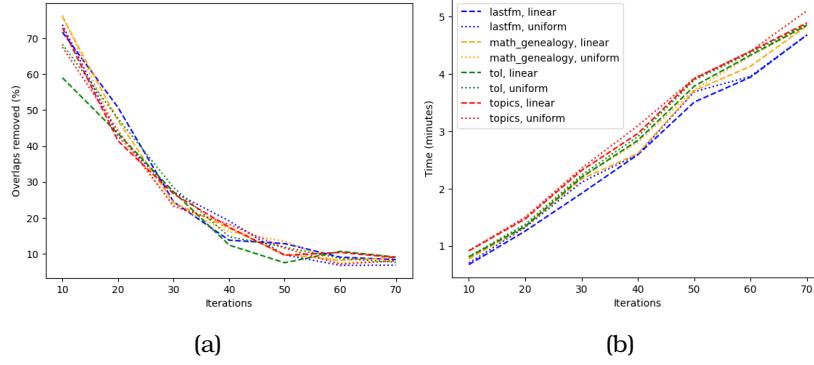 Overlaps removed (%)
70
60
50
40
30
20
10
10 20 30 40 50 60 70
Iterations
(a)
Time (minutes)
5
4
3
2
1
lastfm, linear
lastfm, uniform
math_genealogy, linear
math_genealogy, uniform
tol, linear
tol, uniform
topics, linear
topics, uniform
10 20 30 40 50 60 70
Iterations
(b)